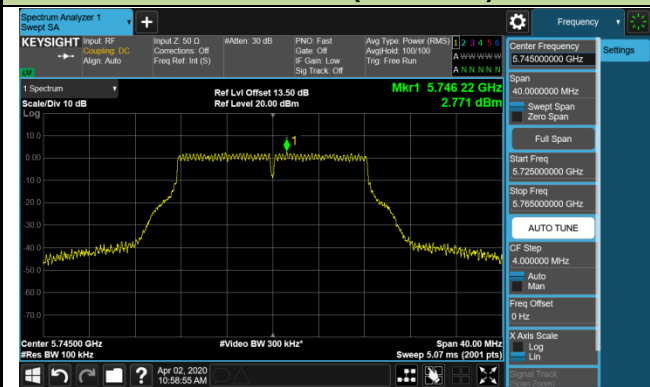 Spectrum Analyzer 1
Swept SA
Frequency
KEYSIGHT
Input: RF
Coupling: DC
Align: Auto
Input Z: 50 Ω
Corrections: Off
Freq Ref: Int (S)
#Atten: 30 dB
PNO: Fast
Gate: Off
IF Gain: Low
Sig Track: Off
Avg Type: Power (RMS)
Avg|Hold: 100/100
Trig: Free Run
1 2 3 4 5 6
A W W W W W
A N N N N N
LXI
1 Spectrum
Scale/Div 10 dB
Log
Ref Lvl Offset 13.50 dB
Ref Level 20.00 dBm
Mkr1 5.746 22 GHz
2.771 dBm
10.0
0.00
-10.0
-20.0
-30.0
-40.0
-50.0
-60.0
-70.0
1
Center 5.74500 GHz
#Res BW 100 kHz
#Video BW 300 kHz*
Span 40.00 MHz
Sweep 5.07 ms (2001 pts)
Apr 02, 2020
10:58:55 AM
Center Frequency
5.745000000 GHz
Settings
Span
40.0000000 MHz
Swept Span
Zero Span
Full Span
Start Freq
5.725000000 GHz
Stop Freq
5.765000000 GHz
AUTO TUNE
CF Step
4.000000 MHz
Auto
Man
Freq Offset
0 Hz
X Axis Scale
Log
Lin
Signal Track
(Span Zoom)